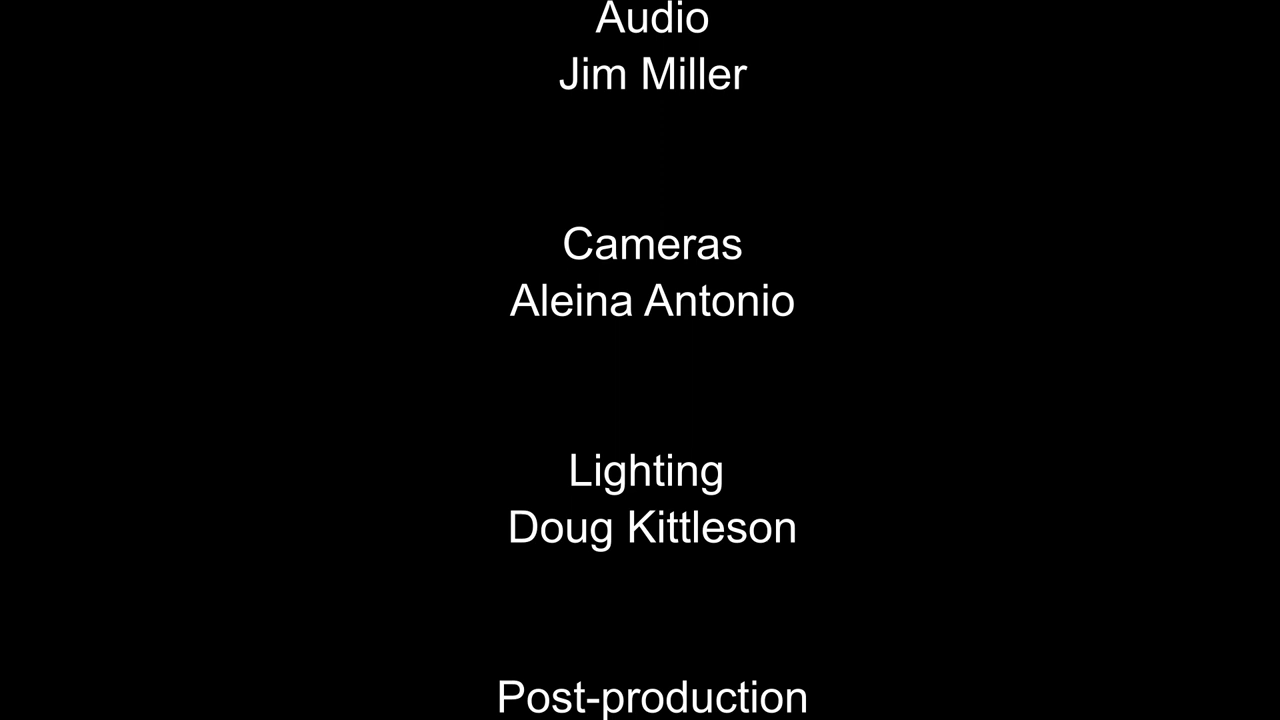 Audio
Jim Miller
Cameras
Aleina Antonio
Lighting
Doug Kittleson
Post-production